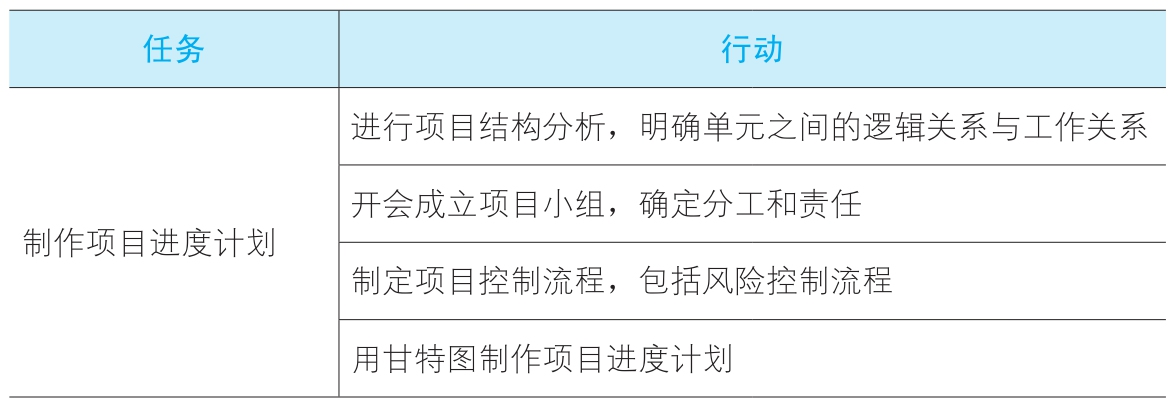 任务
行动
制作项目进度计划
进行项目结构分析，明确单元之间的逻辑关系与工作关系
开会成立项目小组，确定分工和责任
制定项目控制流程，包括风险控制流程
用甘特图制作项目进度计划